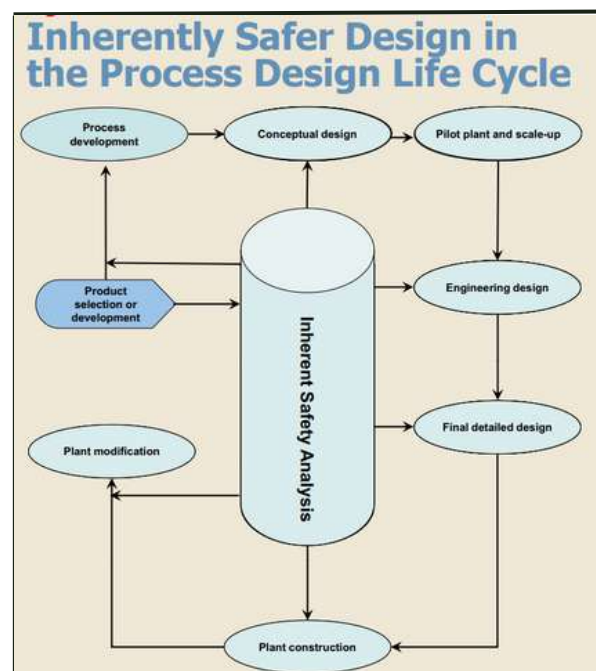 Inherently Safer Design in
the Process Design Life Cycle
Process
development
Conceptual design
Pilot plant and scale-up
Product
selection or
development
Engineering design
Inherent Safety Analysis
Final detailed design
Plant modification
Plant construction